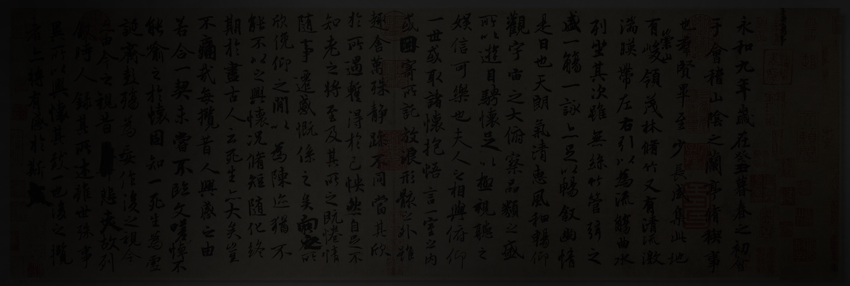 永和九年歲在癸丑暮春之初會
于會稽山陰之蘭亭脩禊事
也羣賢畢至少長咸集此地
有崇山峻領茂林脩竹又有清流激
湍暎帶左右引以為流觴曲水
列坐其次雖無絲竹管弦之
盛一觴一詠亦足以暢敘幽情
是日也天朗氣清惠風和暢仰
觀宇宙之大俯察品類之盛
所以遊目騁懷足以極視聽之
娛信可樂也夫人之相與俯仰
一世或取諸懷抱悟言一室之內
或因寄所託放浪形骸之外雖
趣舍萬殊靜躁不同當其欣
於所遇蹔得於己怏然自足不
知老之將至及其所之既惓情
隨事遷感慨係之矣向之所
欣俛仰之閒以為陳迹猶不
能不以之興懷況脩短隨化終
期於盡古人云死生亦大矣豈
不痛哉每攬昔人興感之由
若合一契未嘗不臨文嗟悼不
能喻之於懷固知一死生為虛
誕齊彭殤為妄作後之視今
亦由今之視昔悲夫故列
敘時人錄其所述雖世殊事
異所以興懷其致一也後之攬
者亦將有感於斯文